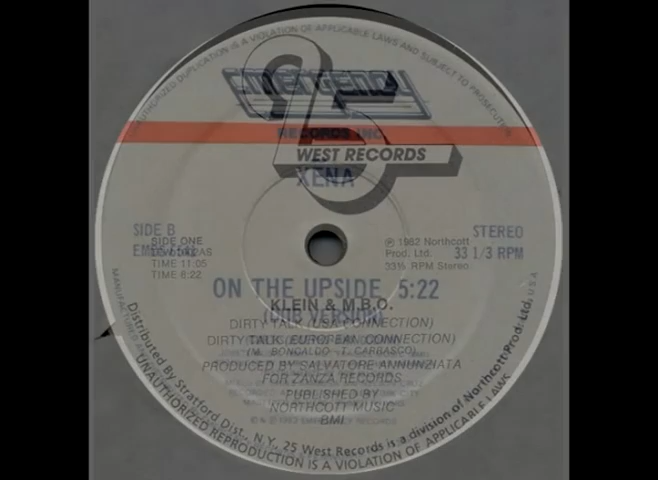 UNAUTHORIZED DUPLICATION IS A VIOLATION OF APPLICABLE LAWS AND SUBJECT TO PROSECUTION
EMERGENCY
RECORDS INC.
WEST RECORDS
XENA
SIDE B
STEREO
33 1/3 RPM
SIDE ONE
TIME 11:05
TIME 6:22
℗ 1982 Northcott
Prod. Ltd.
33⅓ RPM Stereo
ON THE UPSIDE 5:22
(DUB VERSION)
KLEIN & M.B.O.
DIRTY TALK (USA CONNECTION)
DIRTY TALK (EUROPEAN CONNECTION)
(M. BONGALDO - T. CARRASCO)
PRODUCED BY SALVATORE ANNUNZIATA
FOR ZANZA RECORDS
PUBLISHED BY
NORTHCOTT MUSIC
BMI
Distributed By Stratford Dist., N.Y. 25 West Records is a division of Northcott Prod. Ltd.
UNAUTHORIZED REPRODUCTION IS A VIOLATION OF APPLICABLE LAWS